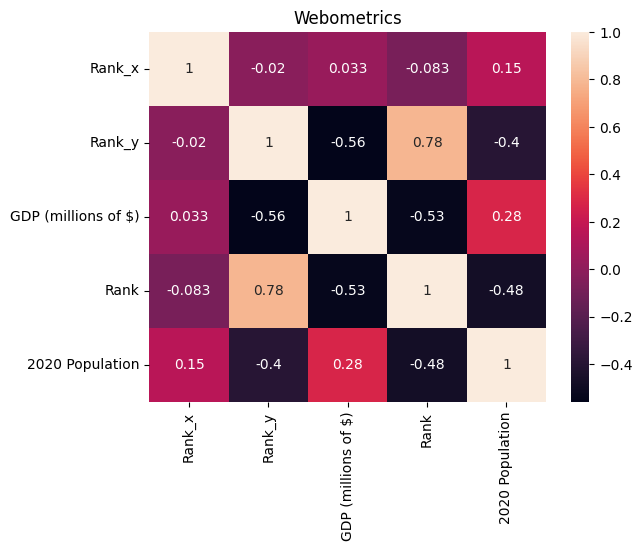 Webometrics
Rank_x 1 -0.02 0.033 -0.083 0.15
Rank_y -0.02 1 -0.56 0.78 -0.4
GDP (millions of $) 0.033 -0.56 1 -0.53 0.28
Rank -0.083 0.78 -0.53 1 -0.48
2020 Population 0.15 -0.4 0.28 -0.48 1
Rank_x
Rank_y
GDP (millions of $)
Rank
2020 Population
1.0
0.8
0.6
0.4
0.2
0.0
−0.2
−0.4